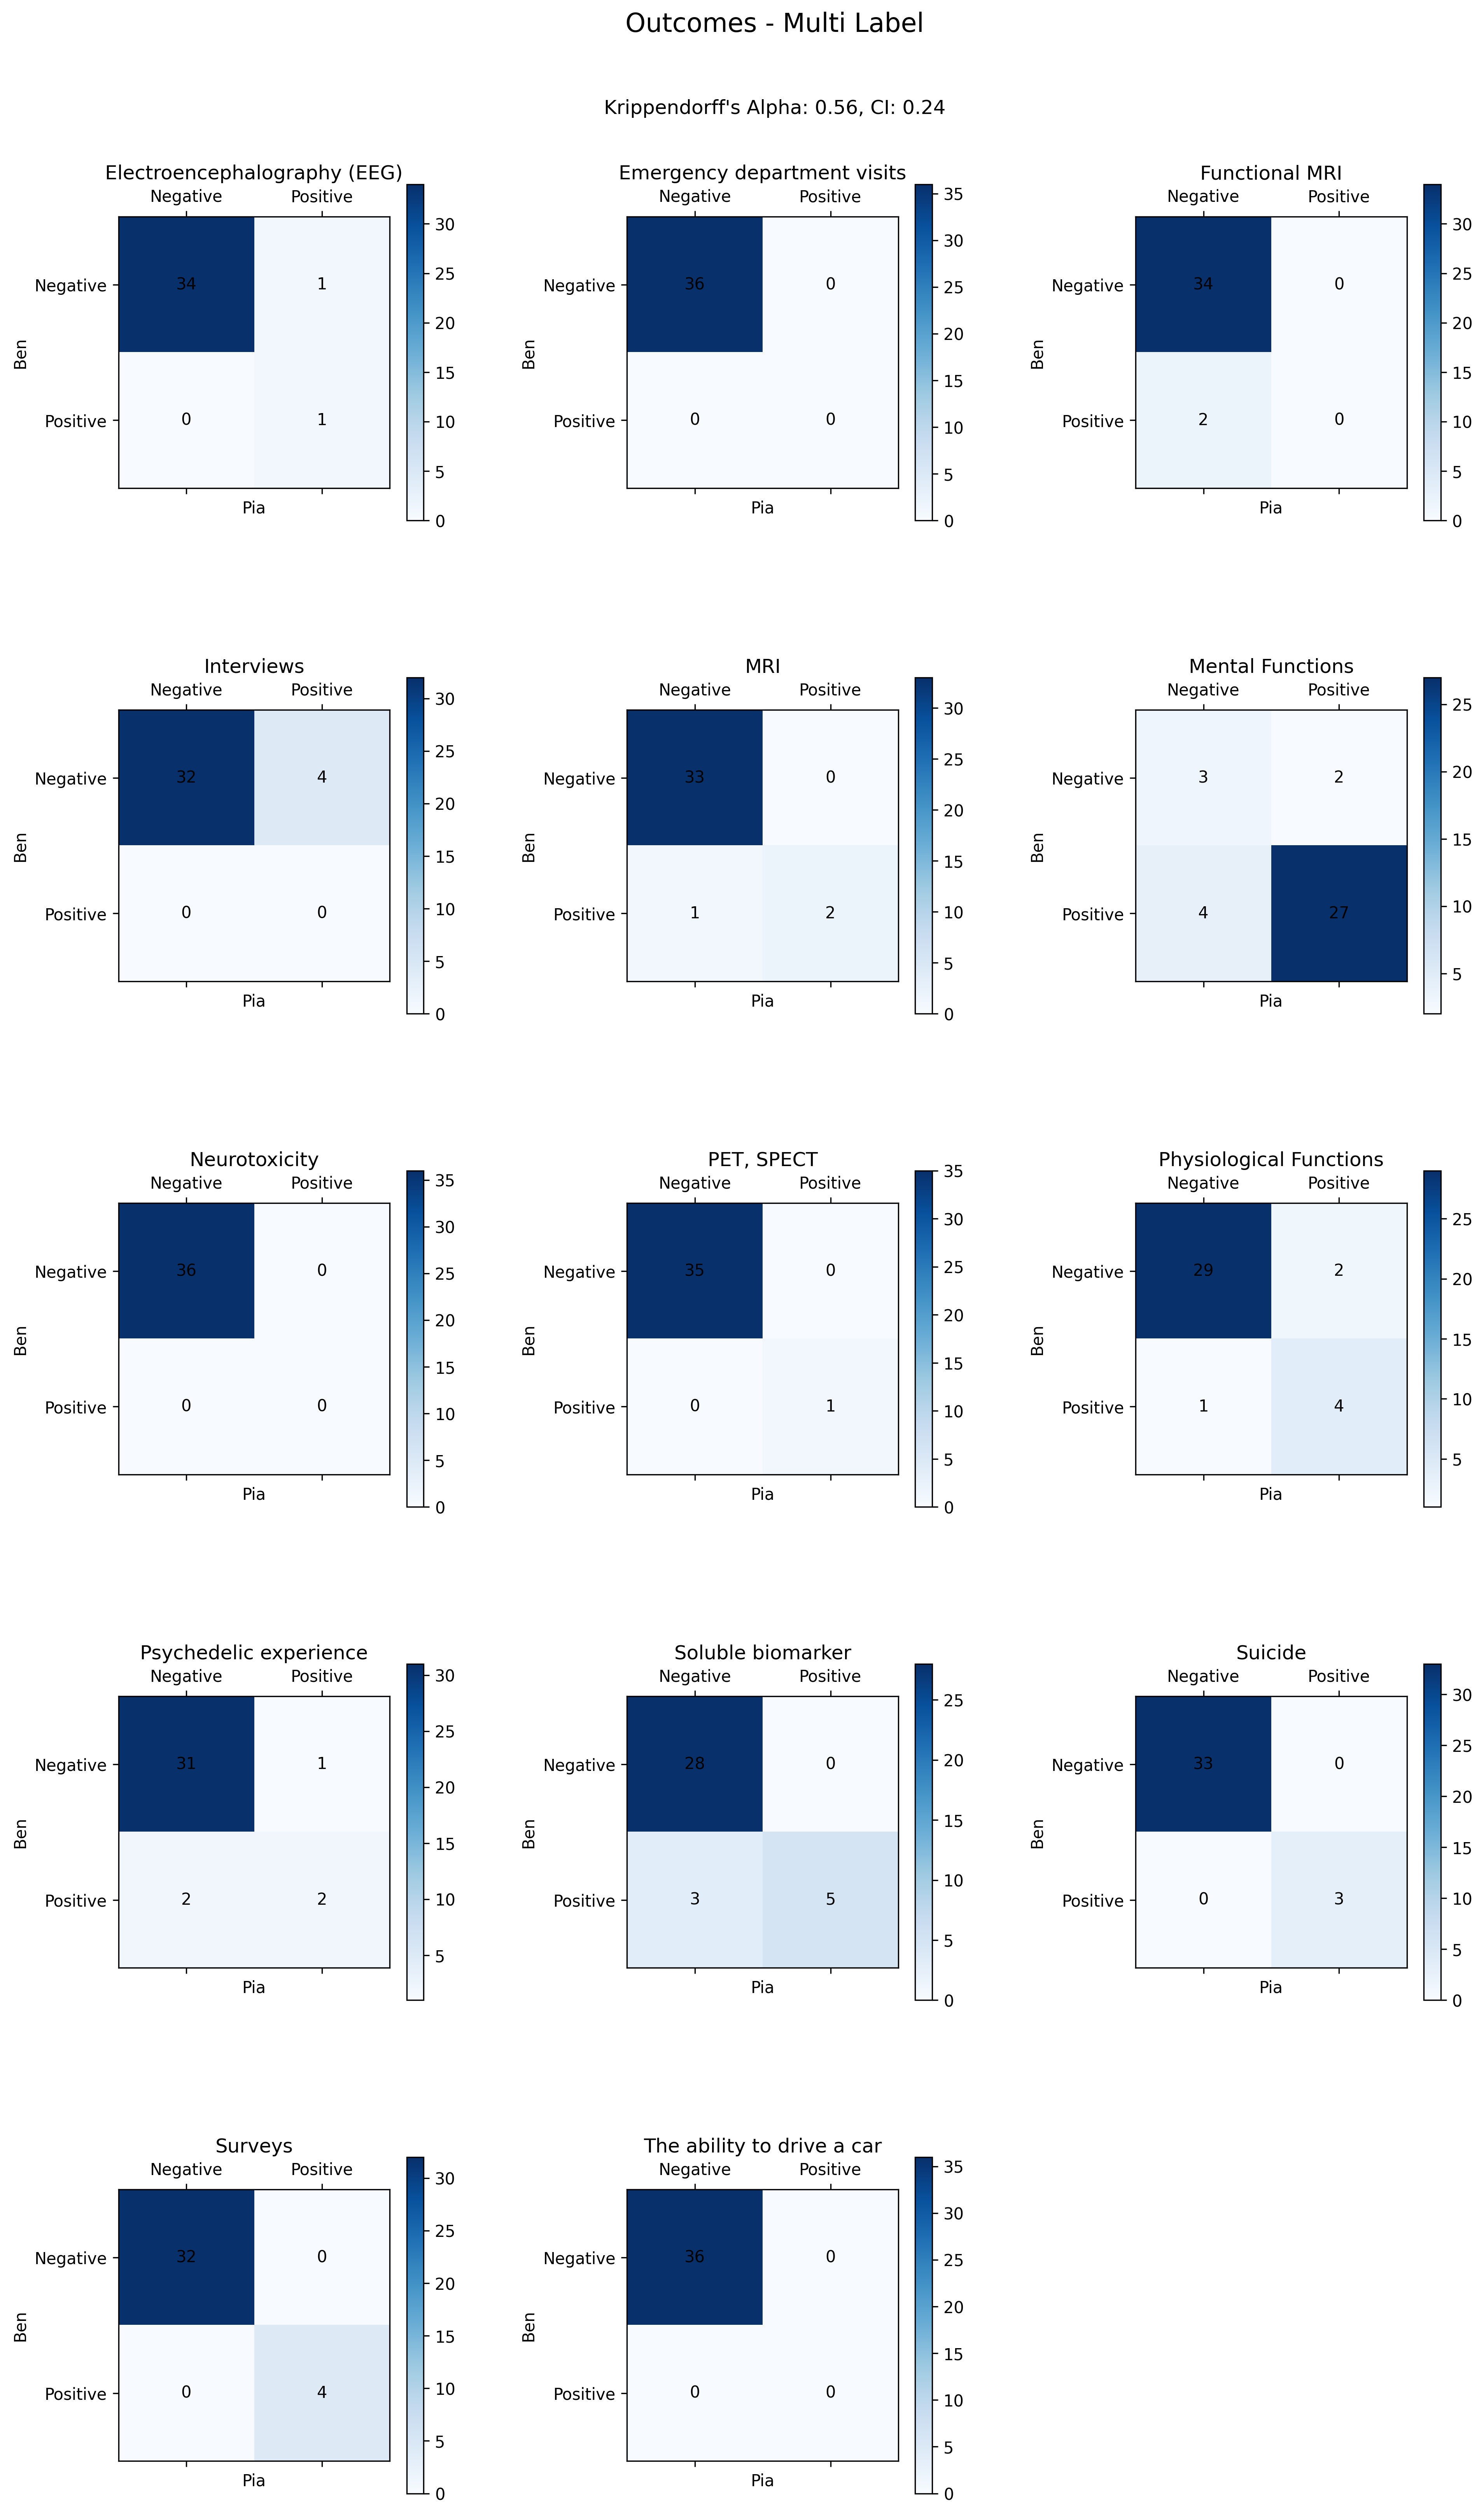 Outcomes - Multi Label
Krippendorff's Alpha: 0.56, CI: 0.24
Electroencephalography (EEG)
Negative Positive
Negative 34 1
Positive 0 1
Ben
Pia
30
25
20
15
10
5
0
Emergency department visits
Negative Positive
Negative 36 0
Positive 0 0
Ben
Pia
35
30
25
20
15
10
5
0
Functional MRI
Negative Positive
Negative 34 0
Positive 2 0
Ben
Pia
30
25
20
15
10
5
0
Interviews
Negative Positive
Negative 32 4
Positive 0 0
Ben
Pia
30
25
20
15
10
5
0
MRI
Negative Positive
Negative 33 0
Positive 1 2
Ben
Pia
30
25
20
15
10
5
0
Mental Functions
Negative Positive
Negative 3 2
Positive 4 27
Ben
Pia
25
20
15
10
5
Neurotoxicity
Negative Positive
Negative 36 0
Positive 0 0
Ben
Pia
35
30
25
20
15
10
5
0
PET, SPECT
Negative Positive
Negative 35 0
Positive 0 1
Ben
Pia
35
30
25
20
15
10
5
0
Physiological Functions
Negative Positive
Negative 29 2
Positive 1 4
Ben
Pia
25
20
15
10
5
Psychedelic experience
Negative Positive
Negative 31 1
Positive 2 2
Ben
Pia
30
25
20
15
10
5
Soluble biomarker
Negative Positive
Negative 28 0
Positive 3 5
Ben
Pia
25
20
15
10
5
0
Suicide
Negative Positive
Negative 33 0
Positive 0 3
Ben
Pia
30
25
20
15
10
5
0
Surveys
Negative Positive
Negative 32 0
Positive 0 4
Ben
Pia
30
25
20
15
10
5
0
The ability to drive a car
Negative Positive
Negative 36 0
Positive 0 0
Ben
Pia
35
30
25
20
15
10
5
0